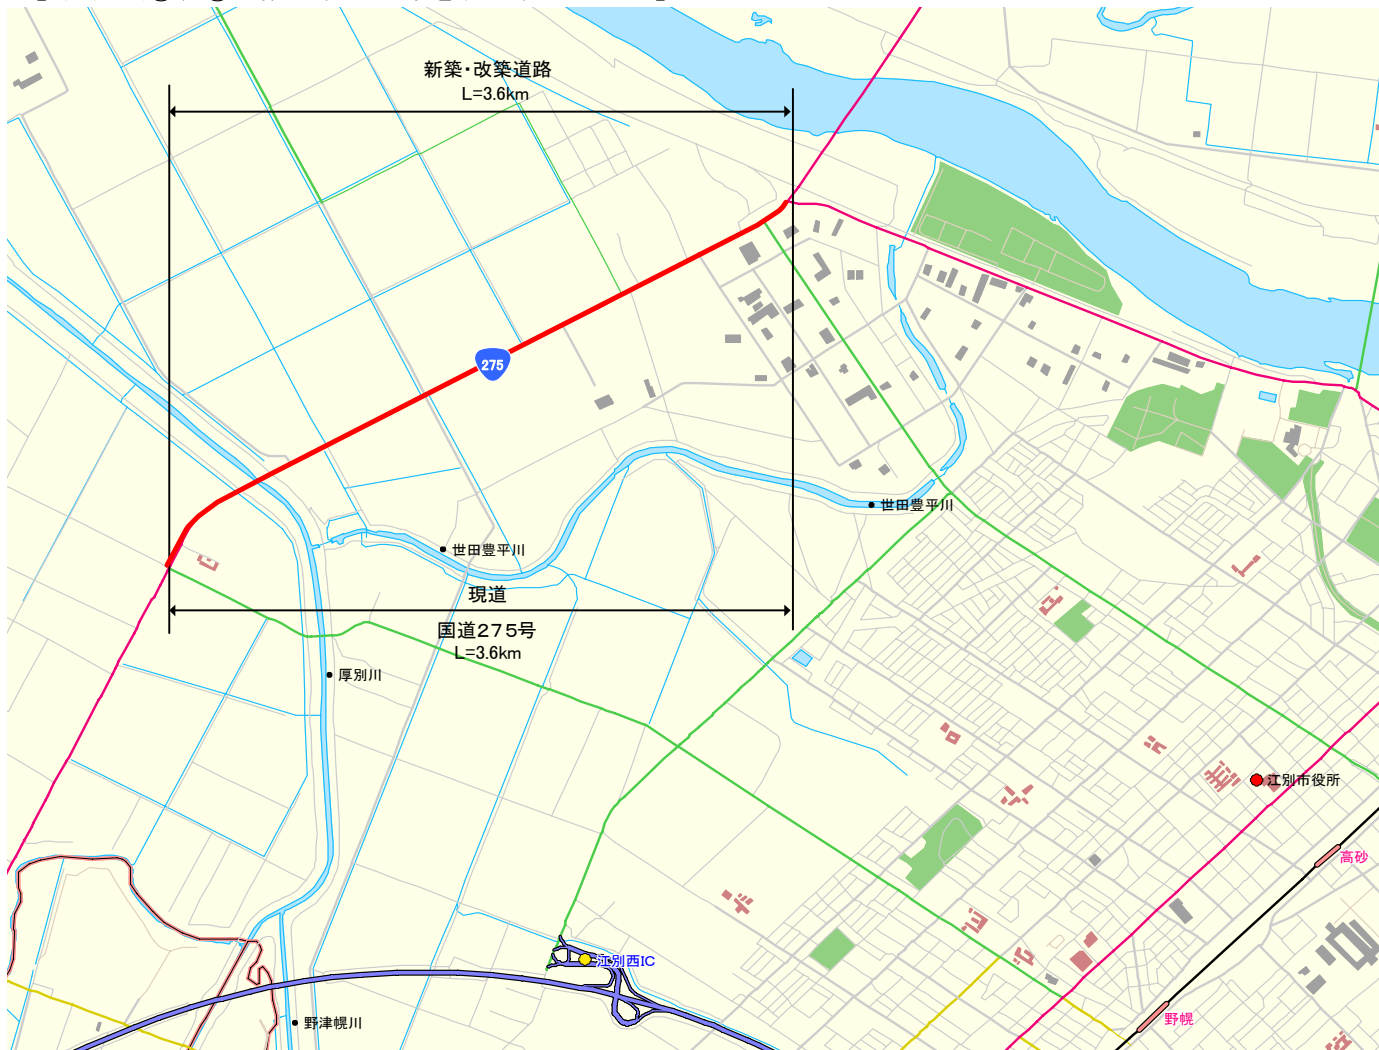 新築・改築道路
L=3.6km
275
世田豊平川
世田豊平川
現道
国道275号
L=3.6km
厚別川
江別市役所
高砂
江別西IC
野津幌川
野幌